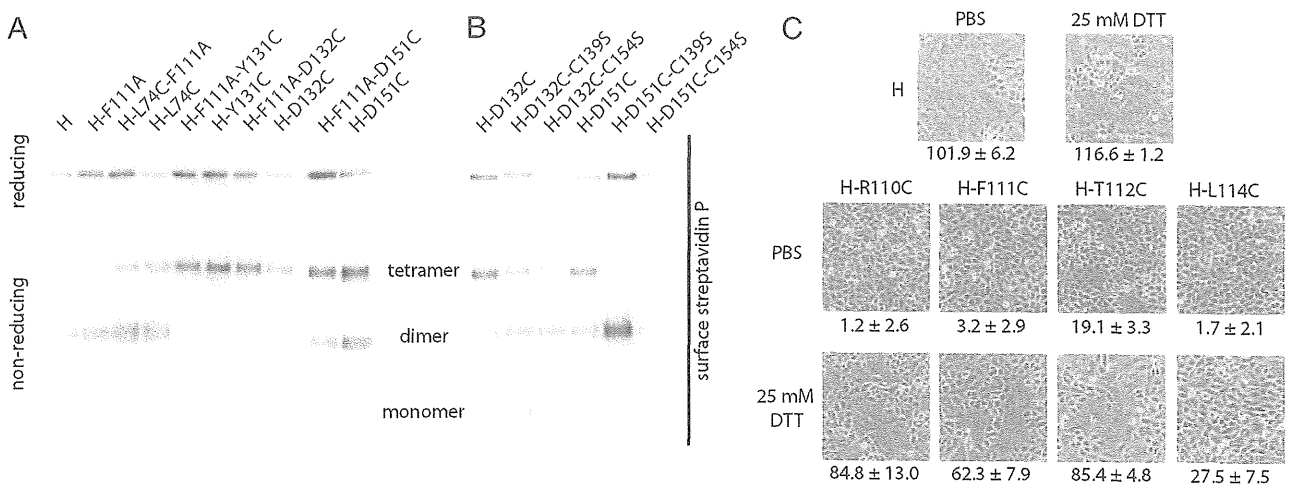 A
H
H-F111A
H-L74C-F111A
H-L74C
H-F111A-Y131C
H-Y131C
H-F111A-D132C
H-D132C
H-F111A-D151C
H-D151C
reducing
non-reducing
tetramer
dimer
monomer
B
H-D132C
H-D132C-C139S
H-D132C-C154S
H-D151C
H-D151C-C139S
H-D151C-C154S
surface streptavidin P
C
PBS 25 mM DTT
H
101.9 ± 6.2 116.6 ± 1.2
H-R110C H-F111C H-T112C H-L114C
PBS
1.2 ± 2.6 3.2 ± 2.9 19.1 ± 3.3 1.7 ± 2.1
25 mM
DTT
84.8 ± 13.0 62.3 ± 7.9 85.4 ± 4.8 27.5 ± 7.5